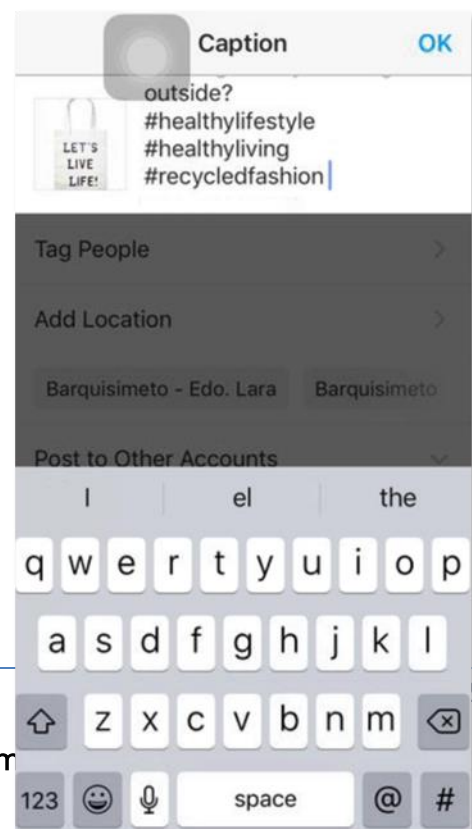 Caption
OK
outside?
#healthylifestyle
#healthyliving
#recycledfashion
LET'S
LIVE
LIFE!
Tag People
Add Location
Barquisimeto - Edo. Lara
Barquisimeto
Post to Other Accounts
I
el
the
q w e r t y u i o p
a s d f g h j k l
z x c v b n m
123
space
@
#